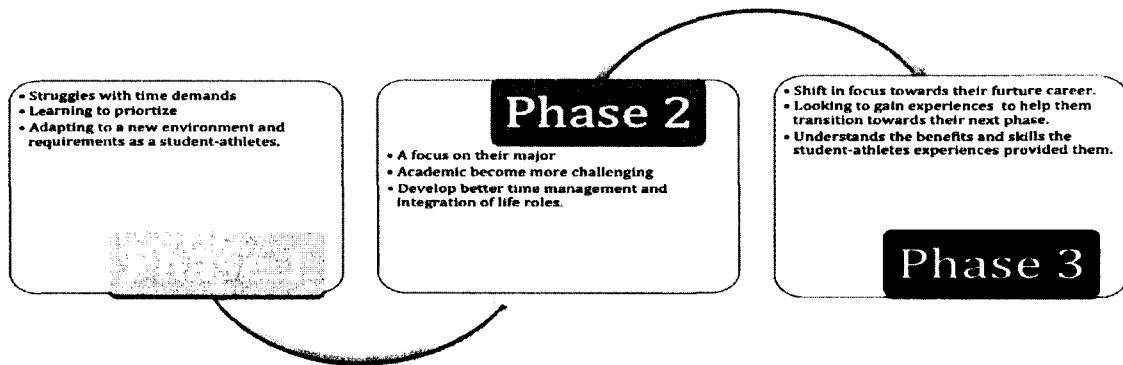 • Struggles with time demands
• Learning to priortize
• Adapting to a new environment and
requirements as a student-athletes.
Phase 1
Phase 2
• A focus on their major
• Academic become more challenging
• Develop better time management and
integration of life roles.
• Shift in focus towards their furture career.
• Looking to gain experiences to help them
transition towards their next phase.
• Understands the benefits and skills the
student-athletes experiences provided them.
Phase 3